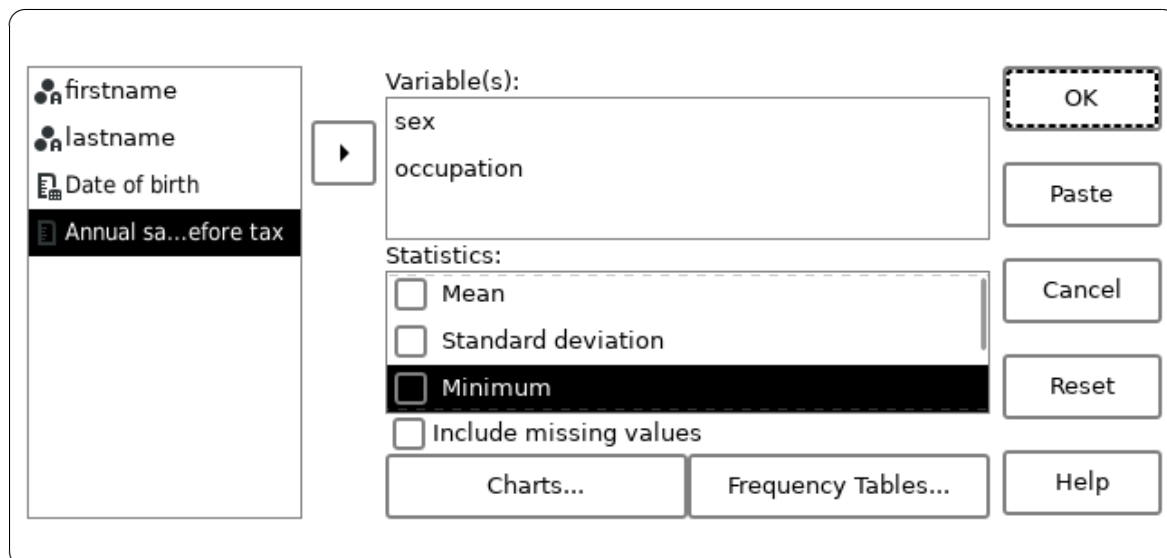 firstname
lastname
Date of birth
Annual sa...efore tax
Variable(s):
sex
occupation
Statistics:
Mean
Standard deviation
Minimum
Include missing values
Charts...
Frequency Tables...
OK
Paste
Cancel
Reset
Help